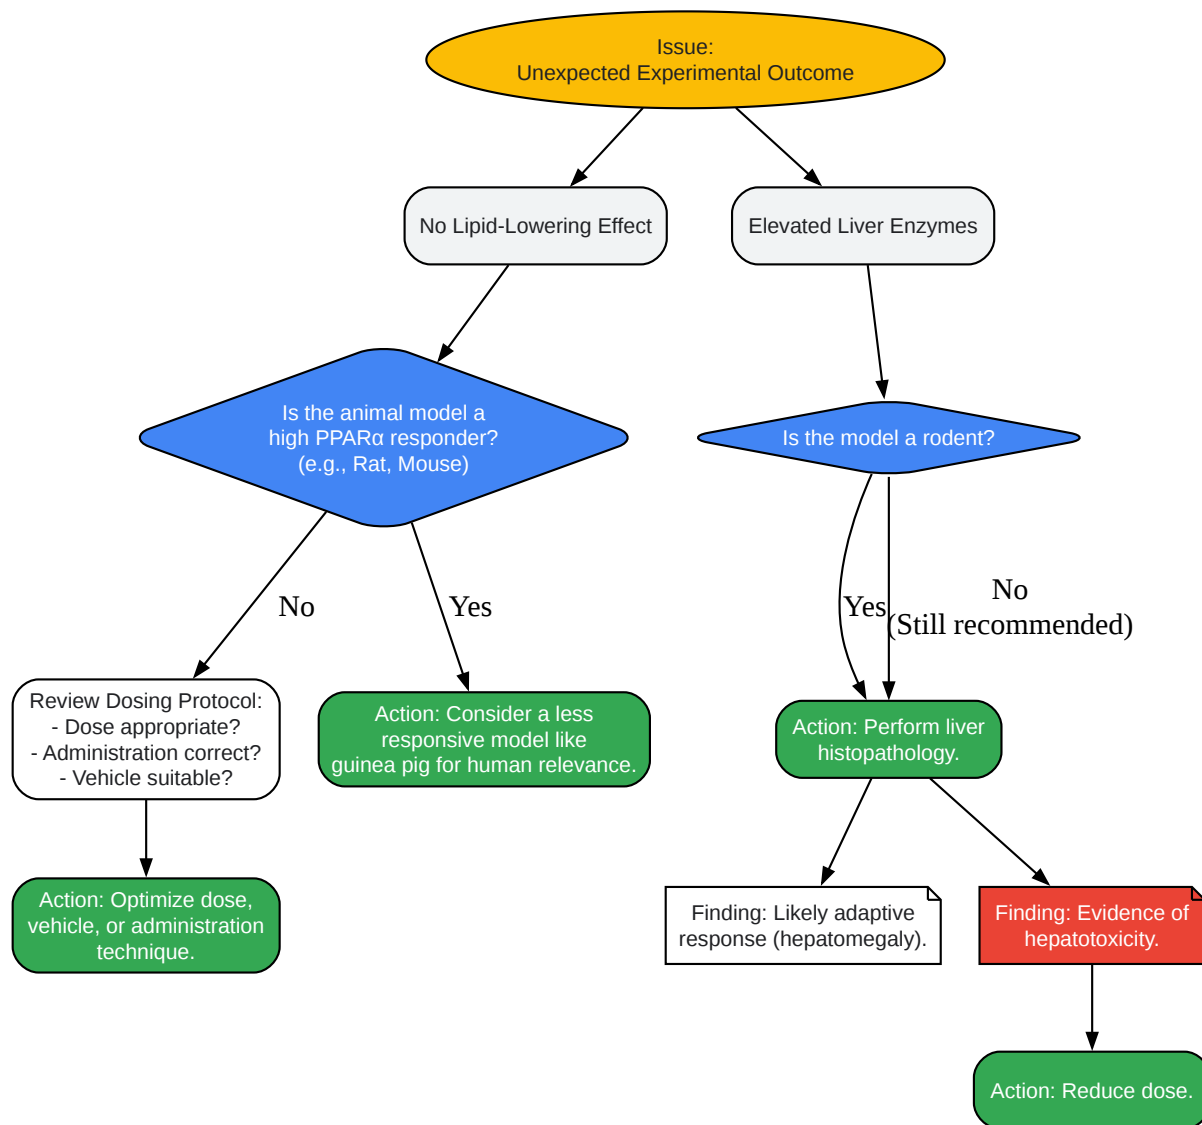 Issue:
Unexpected Experimental Outcome
No Lipid-Lowering Effect
Elevated Liver Enzymes
Is the animal model a
high PPARα responder?
(e.g., Rat, Mouse)
Is the model a rodent?
No
Yes
Yes
No
(Still recommended)
Review Dosing Protocol:
- Dose appropriate?
- Administration correct?
- Vehicle suitable?
Action: Consider a less
responsive model like
guinea pig for human relevance.
Action: Perform liver
histopathology.
Action: Optimize dose,
vehicle, or administration
technique.
Finding: Likely adaptive
response (hepatomegaly).
Finding: Evidence of
hepatotoxicity.
Action: Reduce dose.